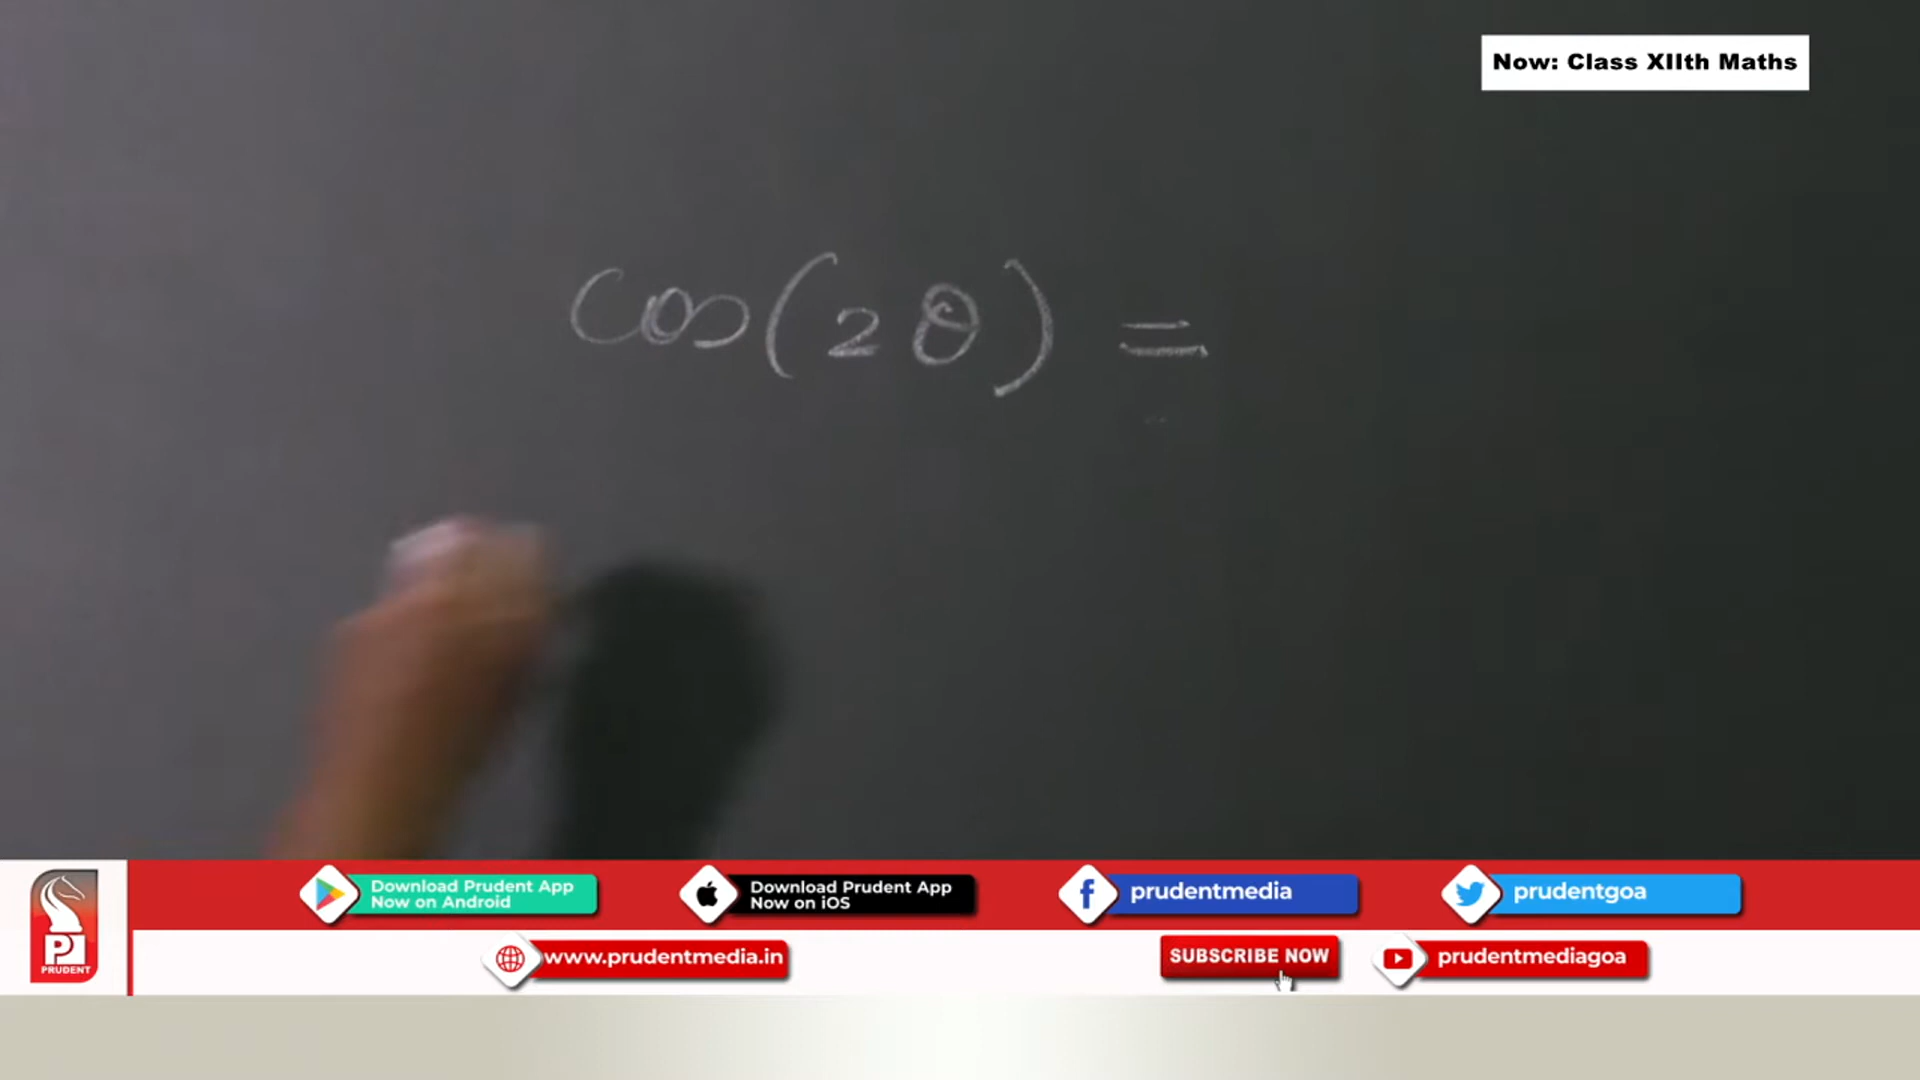 Now: Class XIIth Maths
cos(2θ) =
Download Prudent App
Now on Android
Download Prudent App
Now on iOS
prudentmedia
prudentgoa
PRUDENT
www.prudentmedia.in
SUBSCRIBE NOW
prudentmediagoa